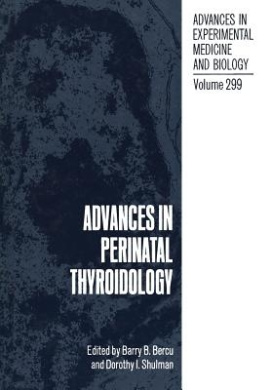 ADVANCES IN
EXPERIMENTAL
MEDICINE
AND BIOLOGY
Volume 299
ADVANCES IN
PERINATAL
THYROIDOLOGY
Edited by Barry B. Bercu
and Dorothy I. Shulman